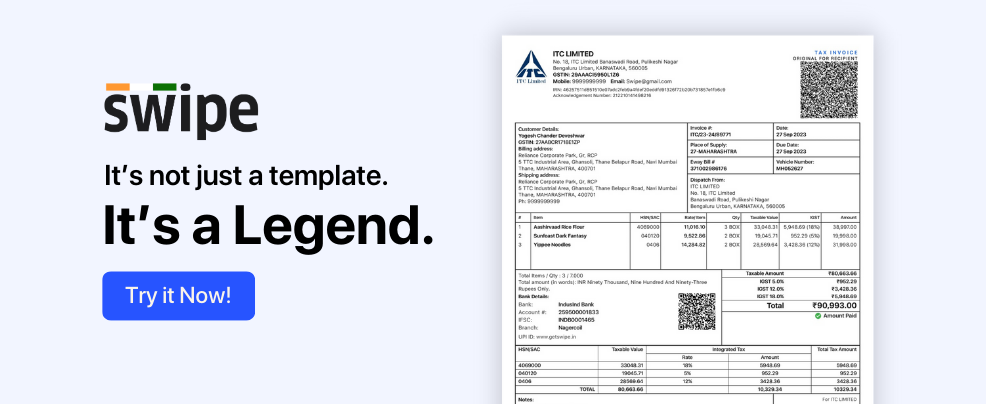 swipe
It's not just a template.
It's a Legend.
Try it Now!
ITC LIMITED
No. 18, ITC Limited Banaswadi Road, Pulikeshi Nagar
Bengaluru Urban, KARNATAKA, 560005
GSTIN: 29AAACI5950L1Z6
Mobile: 9999999999 Email: Swipe@gmail.com
Acknowledgement Number: 312210141498216
ITC Limited
TAX INVOICE
ORIGINAL FOR RECIPIENT
Customer Details:
Yogesh Chander Deveshwar
GSTIN: 27AABCR1718E1ZP
Billing address:
Reliance Corporate Park, Gr, RCP
5 TTC Industrial Area, Ghansoli, Thane Belapur Road, Navi Mumbai
Thane, MAHARASHTRA, 400701
Shipping address:
Reliance Corporate Park, Gr, RCP
5 TTC Industrial Area, Ghansoli, Thane Belapur Road, Navi Mumbai
Thane, MAHARASHTRA, 400701
Ph: 9999999999
Invoice #:
ITC/23-24/59771
Date:
27 Sep 2023
Place of Supply:
27-MAHARASHTRA
Due Date:
27 Sep 2023
Eway Bill #
371002986176
Vehicle Number:
MH062627
Dispatch From:
ITC LIMITED
No. 18, ITC Limited
Banaswadi Road, Pulikeshi Nagar
Bengaluru Urban, KARNATAKA, 560005
# Item HSN/SAC Rate/Item Qty Taxable Value IGST Amount
1 Aashirvaad Rice Flour 4069000 11,016.10 3 BOX 33,048.31 5,948.69 (18%) 38,997.00
2 Sunfeast Dark Fantasy 040120 9,522.86 2 BOX 19,045.71 952.29 (5%) 19,998.00
3 Yippee Noodles 0406 14,284.82 2 BOX 28,569.64 3,428.36 (12%) 31,998.00
Total Items / Qty : 3 / 7.000
Total amount (in words): INR Ninety Thousand, Nine Hundred And Ninety-Three
Rupees Only.
Bank Details:
Bank: IndusInd Bank
Account #: 259500001833
IFSC: INDB0001465
Branch: Nagercoil
UPI ID: www.getswipe.in
Taxable Amount ₹80,663.66
IGST 5.0% ₹952.29
IGST 12.0% ₹3,428.36
IGST 18.0% ₹5,948.69
Total ₹90,993.00
Amount Paid
HSN/SAC Taxable Value Integrated Tax Total Tax Amount
Rate Amount
4069000 33048.31 18% 5948.69 5948.69
040120 19045.71 5% 952.29 952.29
0406 28569.64 12% 3428.36 3428.36
TOTAL 80,663.66 10,329.34 10329.34
Notes:
For ITC LIMITED